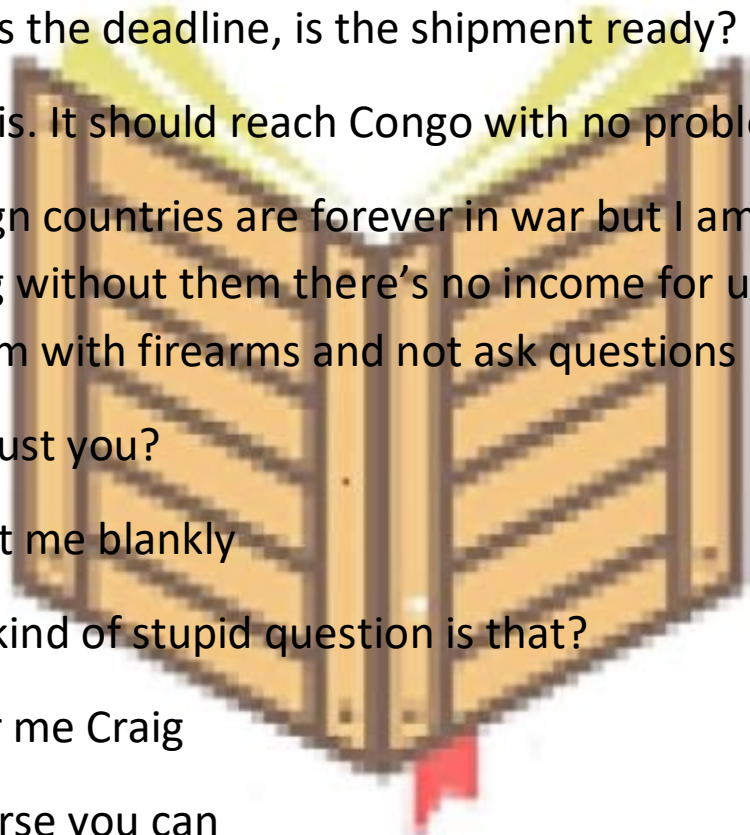 s the deadline, is the shipment ready?
is. It should reach Congo with no proble
gn countries are forever in war but I am
g without them there's no income for u
m with firearms and not ask questions
ust you?
t me blankly
kind of stupid question is that?
r me Craig
rse you can